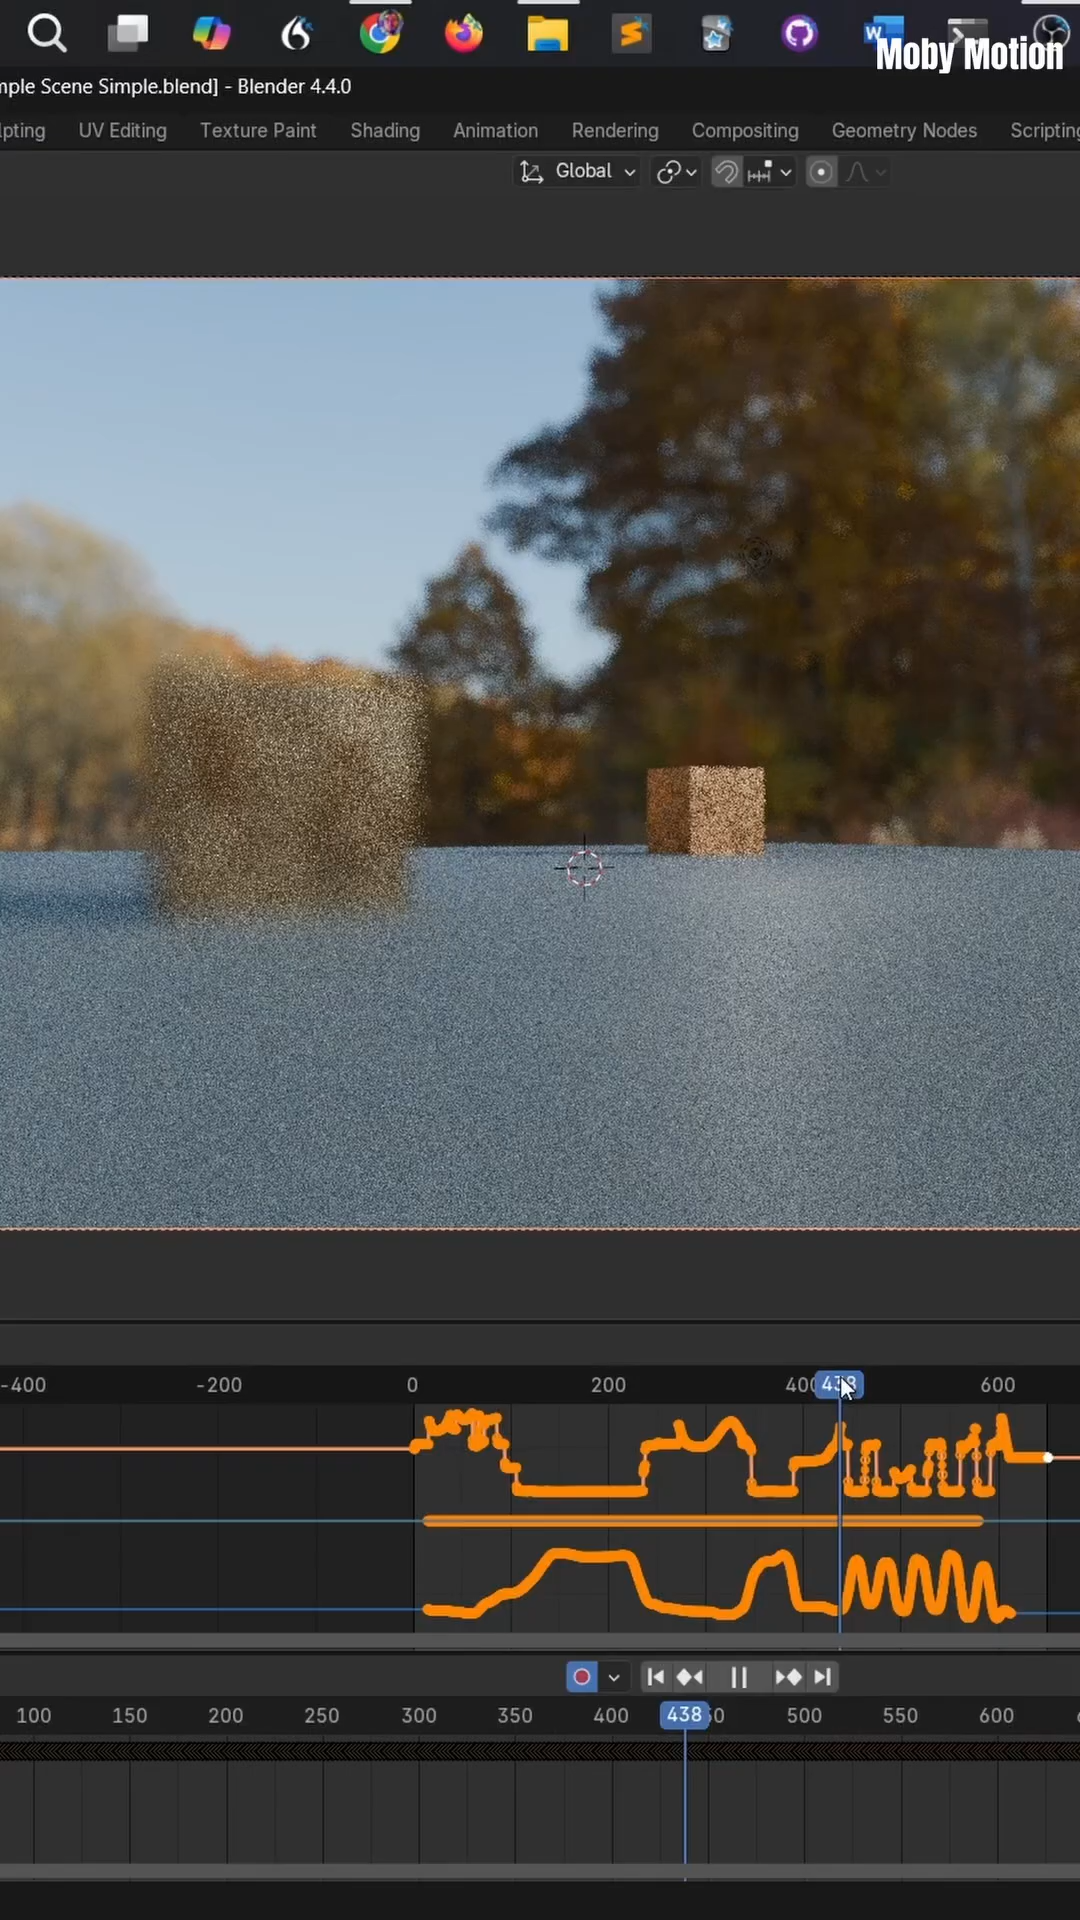 Moby Motion
mple Scene Simple.blend] - Blender 4.4.0
lpting UV Editing Texture Paint Shading Animation Rendering Compositing Geometry Nodes Scripting
Global
-400 -200 0 200 438 600
100 150 200 250 300 350 400 438 500 550 600